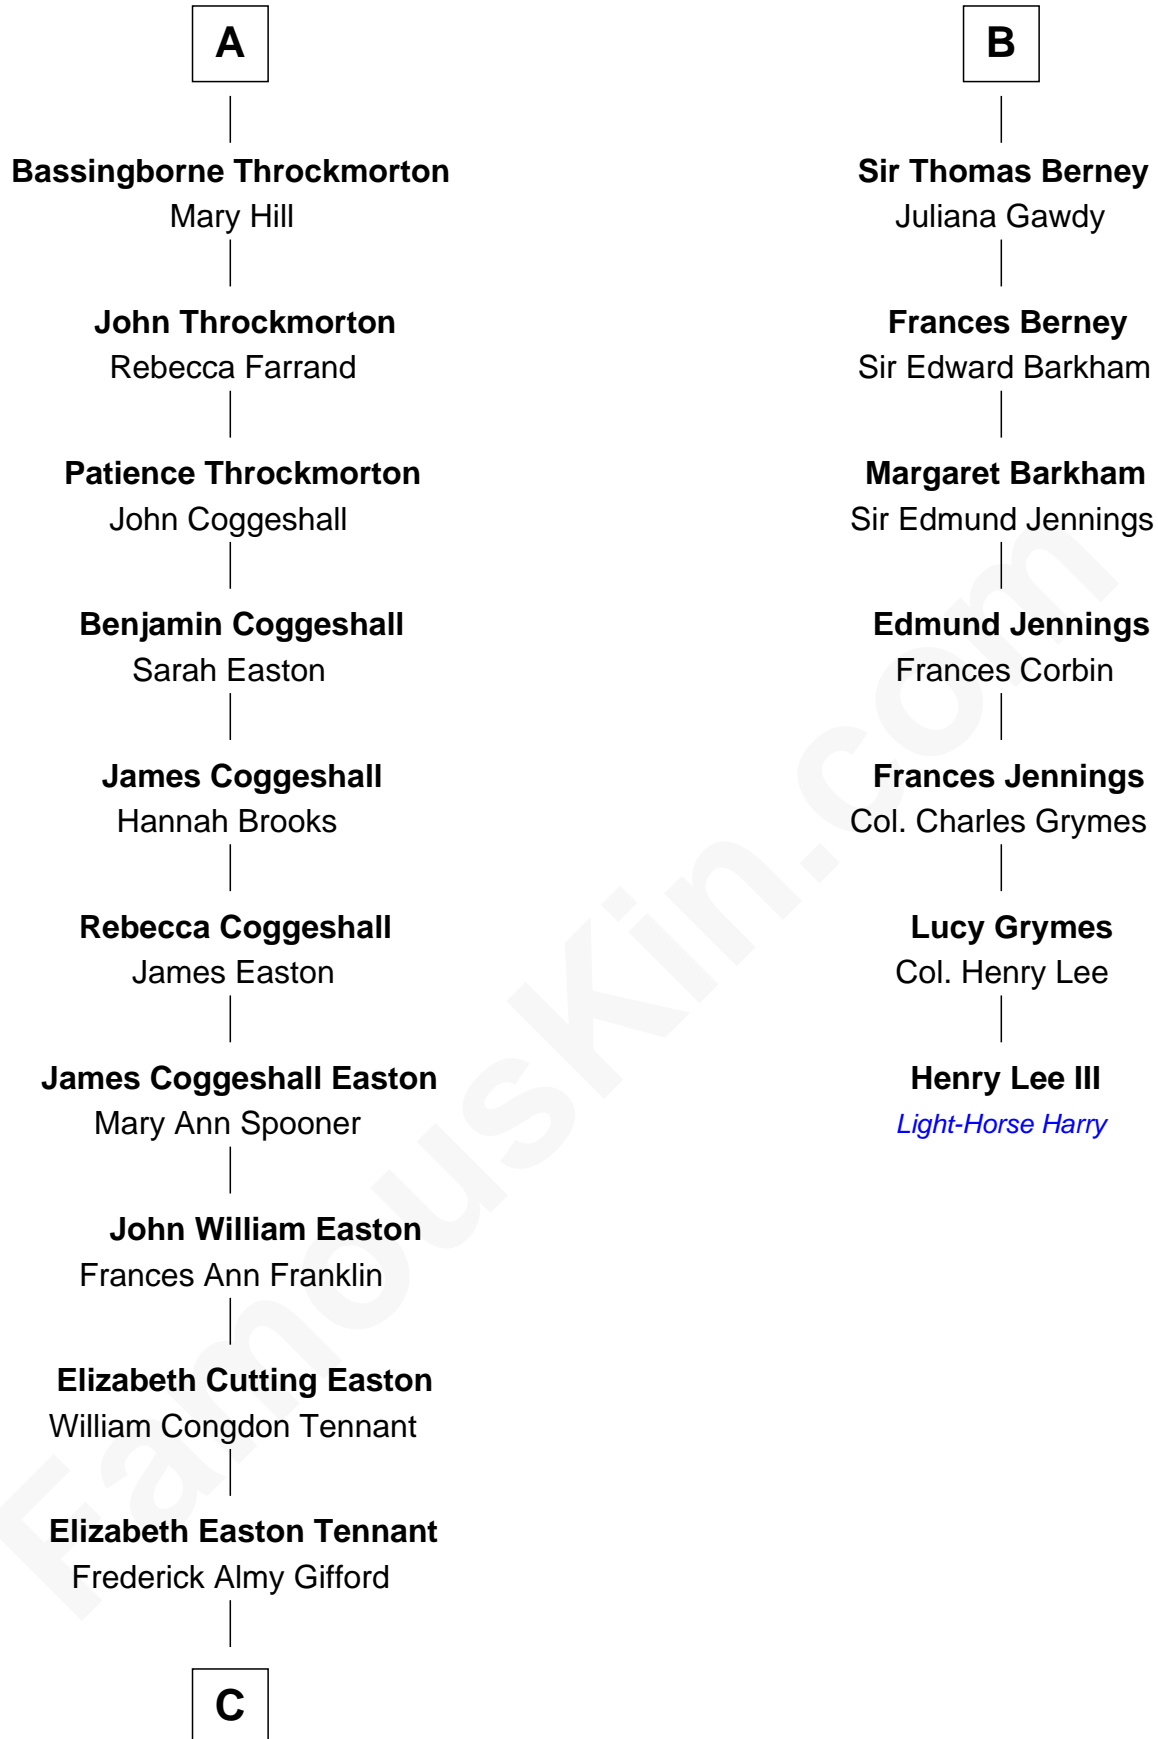 A
Bassingborne Throckmorton
Mary Hill
John Throckmorton
Rebecca Farrand
Patience Throckmorton
John Coggeshall
Benjamin Coggeshall
Sarah Easton
James Coggeshall
Hannah Brooks
Rebecca Coggeshall
James Easton
James Coggeshall Easton
Mary Ann Spooner
John William Easton
Frances Ann Franklin
Elizabeth Cutting Easton
William Congdon Tennant
Elizabeth Easton Tennant
Frederick Almy Gifford
C
B
Sir Thomas Berney
Juliana Gawdy
Frances Berney
Sir Edward Barkham
Margaret Barkham
Sir Edmund Jennings
Edmund Jennings
Frances Corbin
Frances Jennings
Col. Charles Grymes
Lucy Grymes
Col. Henry Lee
Henry Lee III
Light-Horse Harry
FamousKin.com